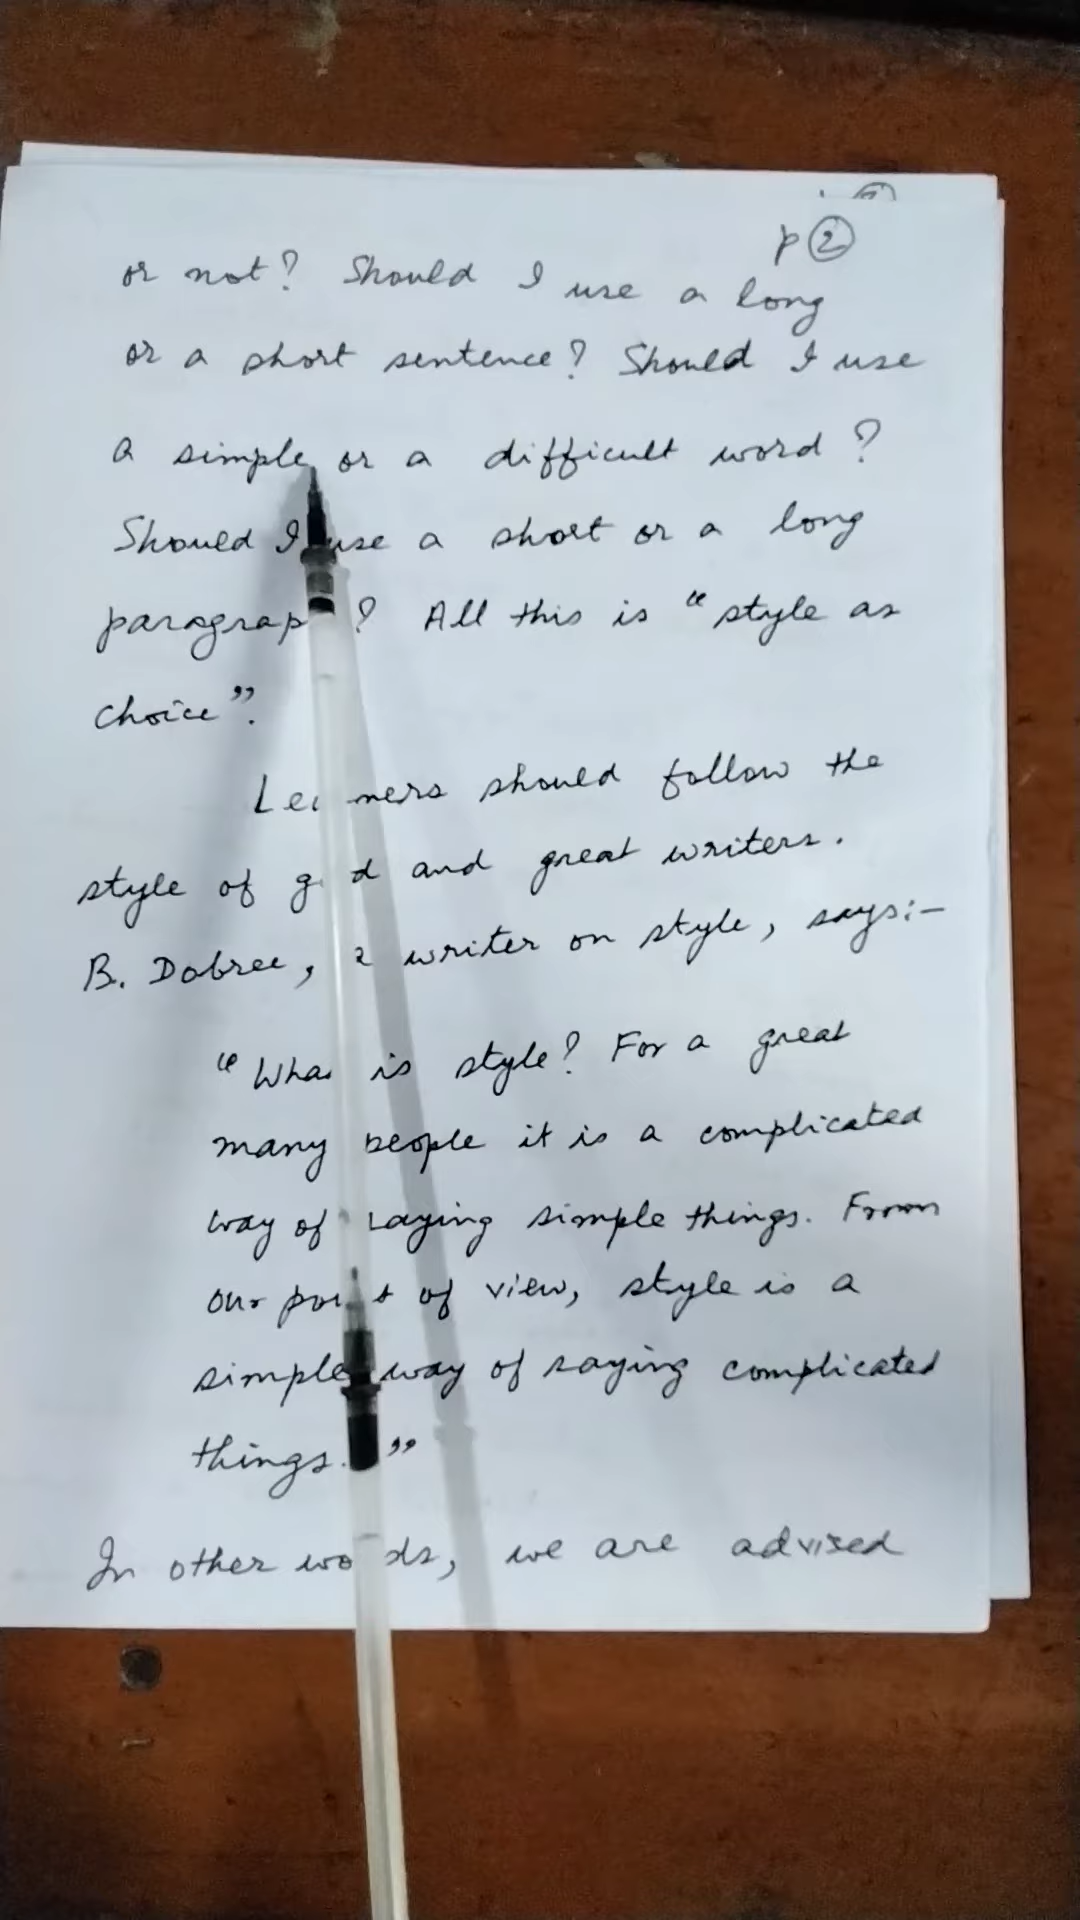 p 2
or not? Should I use a long
or a short sentence? Should I use
a simple or a difficult word?
Should I use a short or a long
paragrap ? All this is "style as
choice".
Learners should follow the
style of good and great writers.
B. Dobree, a writer on style, says:-
"What is style? For a great
many people it is a complicated
way of saying simple things. From
our point of view, style is a
simple way of saying complicated
things."
In other words, we are advised